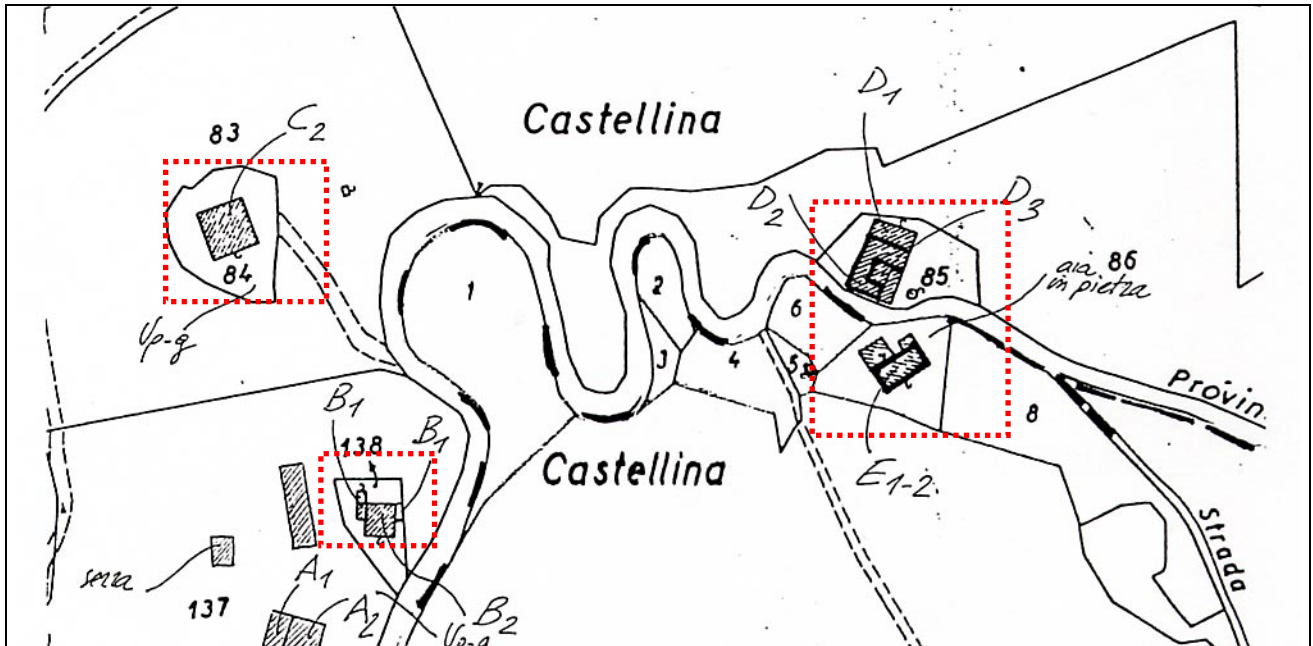 Castellina
D1
83
C2
D2
D3
86
aia
in pietra
84
85
1
2
6
Vp-g
3
4
5
8
Provin.
B1
B1
138
Castellina
E1-2.
Strada
serra
A1
137
A2
B2
Vp-g